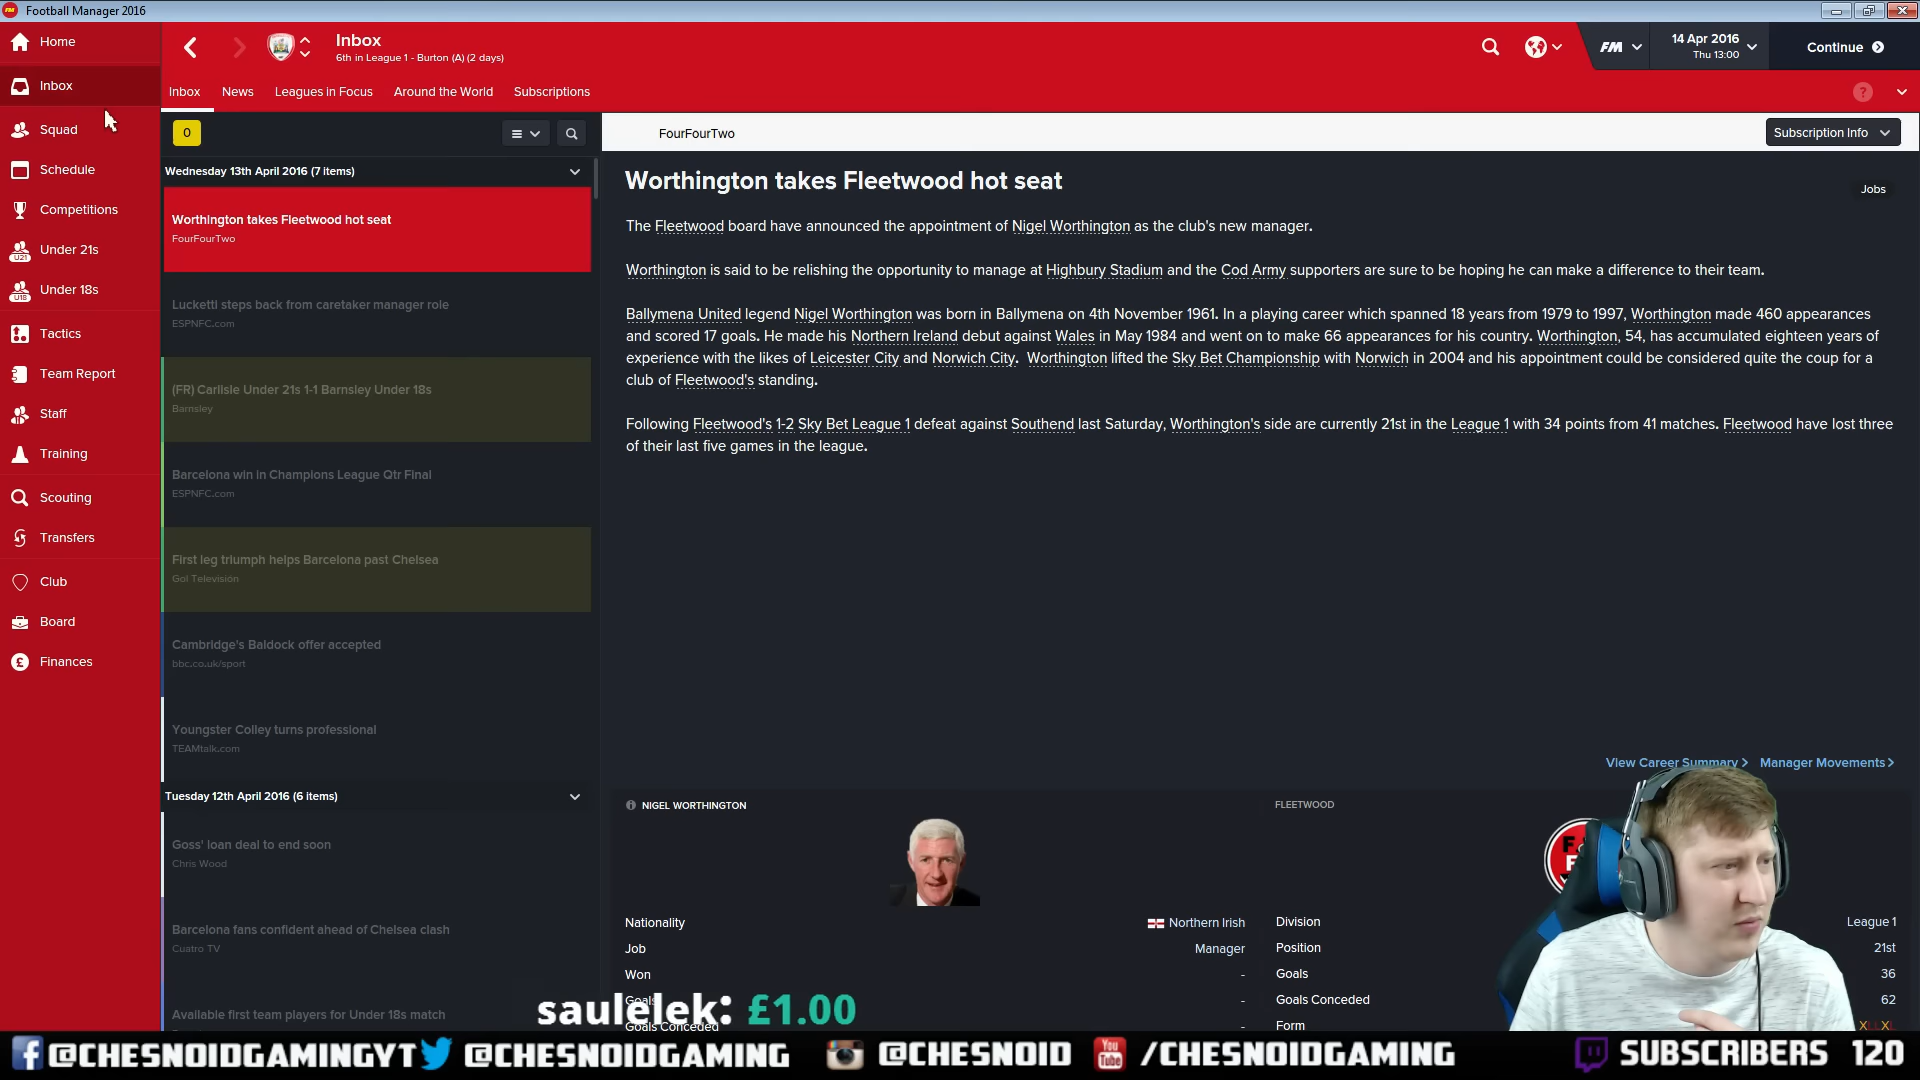 Football Manager 2016
Home
Inbox
Squad
Schedule
Competitions
Under 21s
Under 18s
Tactics
Team Report
Staff
Training
Scouting
Transfers
Club
Board
Finances
Inbox
6th in League 1 - Burton (A) (2 days)
FM
14 Apr 2016
Thu 13:00
Continue
Inbox News Leagues in Focus Around the World Subscriptions
0
Wednesday 13th April 2016 (7 items)
Worthington takes Fleetwood hot seat
FourFourTwo
Lucketti steps back from caretaker manager role
ESPNFC.com
(FR) Carlisle Under 21s 1-1 Barnsley Under 18s
Barnsley
Barcelona win in Champions League Qtr Final
ESPNFC.com
First leg triumph helps Barcelona past Chelsea
Gol Televisión
Cambridge's Baldock offer accepted
bbc.co.uk/sport
Youngster Colley turns professional
TEAMtalk.com
Tuesday 12th April 2016 (6 items)
Goss' loan deal to end soon
Chris Wood
Barcelona fans confident ahead of Chelsea clash
Cuatro TV
Available first team players for Under 18s match
FourFourTwo
Subscription Info
Worthington takes Fleetwood hot seat
Jobs
The Fleetwood board have announced the appointment of Nigel Worthington as the club's new manager.
Worthington is said to be relishing the opportunity to manage at Highbury Stadium and the Cod Army supporters are sure to be hoping he can make a difference to their team.
Ballymena United legend Nigel Worthington was born in Ballymena on 4th November 1961. In a playing career which spanned 18 years from 1979 to 1997, Worthington made 460 appearances
and scored 17 goals. He made his Northern Ireland debut against Wales in May 1984 and went on to make 66 appearances for his country. Worthington, 54, has accumulated eighteen years of
experience with the likes of Leicester City and Norwich City. Worthington lifted the Sky Bet Championship with Norwich in 2004 and his appointment could be considered quite the coup for a
club of Fleetwood's standing.
Following Fleetwood's 1-2 Sky Bet League 1 defeat against Southend last Saturday, Worthington's side are currently 21st in the League 1 with 34 points from 41 matches. Fleetwood have lost three
of their last five games in the league.
View Career Summary Manager Movements
NIGEL WORTHINGTON
Nationality Northern Irish
Job Manager
Won -
Goals -
Goals Conceded -
FLEETWOOD
Division League 1
Position 21st
Goals 36
Goals Conceded 62
Form
saulelek: £1.00
@CHESNOIDGAMINGYT @CHESNOIDGAMING @CHESNOID You Tube /CHESNOIDGAMING SUBSCRIBERS 120